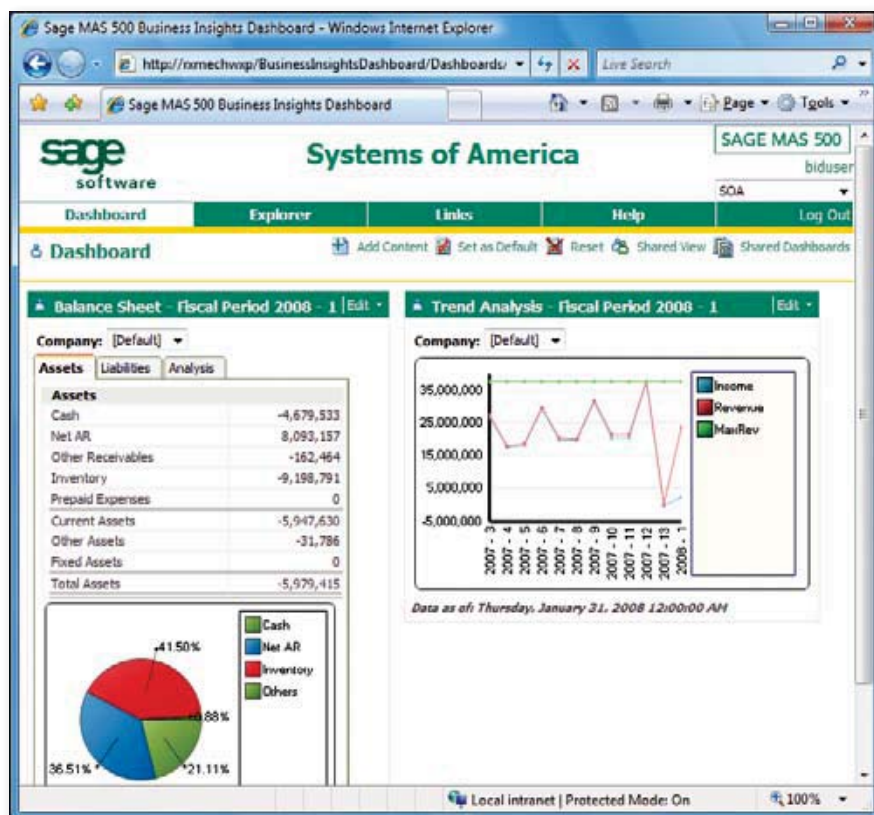 Sage MAS 500 Business Insights Dashboard - Windows Internet Explorer
http://rxmechwxp/BusinessInsightsDashboard/Dashboards/
Live Search
Sage MAS 500 Business Insights Dashboard
Page Tools
sage software
Systems of America
SAGE MAS 500
biduser
SOA
Dashboard Explorer Links Help Log Out
Dashboard
Add Content Set as Default Reset Shared View Shared Dashboards
Balance Sheet - Fiscal Period 2008 - 1 Edit
Company: [Default]
Assets Liabilities Analysis
Assets
Cash -4,679,533
Net AR 8,093,157
Other Receivables -162,464
Inventory -9,198,791
Prepaid Expenses 0
Current Assets -5,947,630
Other Assets -31,786
Fixed Assets 0
Total Assets -5,979,415
41.50%
0.88%
36.51%
21.11%
Cash
Net AR
Inventory
Others
Trend Analysis - Fiscal Period 2008 - 1 Edit
Company: [Default]
35,000,000
25,000,000
15,000,000
5,000,000
-5,000,000
2007 - 3
2007 - 4
2007 - 5
2007 - 6
2007 - 7
2007 - 8
2007 - 9
2007 - 10
2007 - 11
2007 - 12
2007 - 13
2008 - 1
Income
Revenue
MaxRev
Data as of: Thursday, January 31, 2008 12:00:00 AM
Local intranet | Protected Mode: On
100%